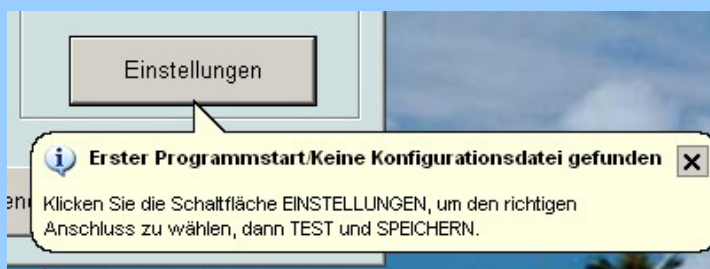 Einstellungen
Erster Programmstart/Keine Konfigurationsdatei gefunden
Klicken Sie die Schaltfläche EINSTELLUNGEN, um den richtigen
Anschluss zu wählen, dann TEST und SPEICHERN.